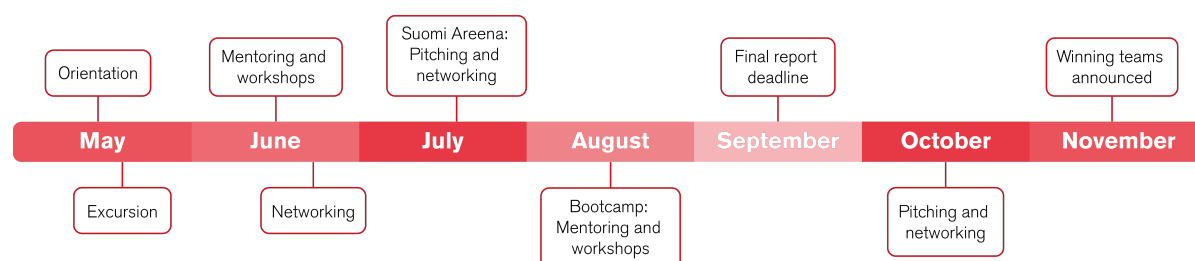 Orientation
Mentoring and
workshops
Suomi Areena:
Pitching and
networking
Final report
deadline
Winning teams
announced
May
June
July
August
September
October
November
Excursion
Networking
Bootcamp:
Mentoring and
workshops
Pitching and
networking